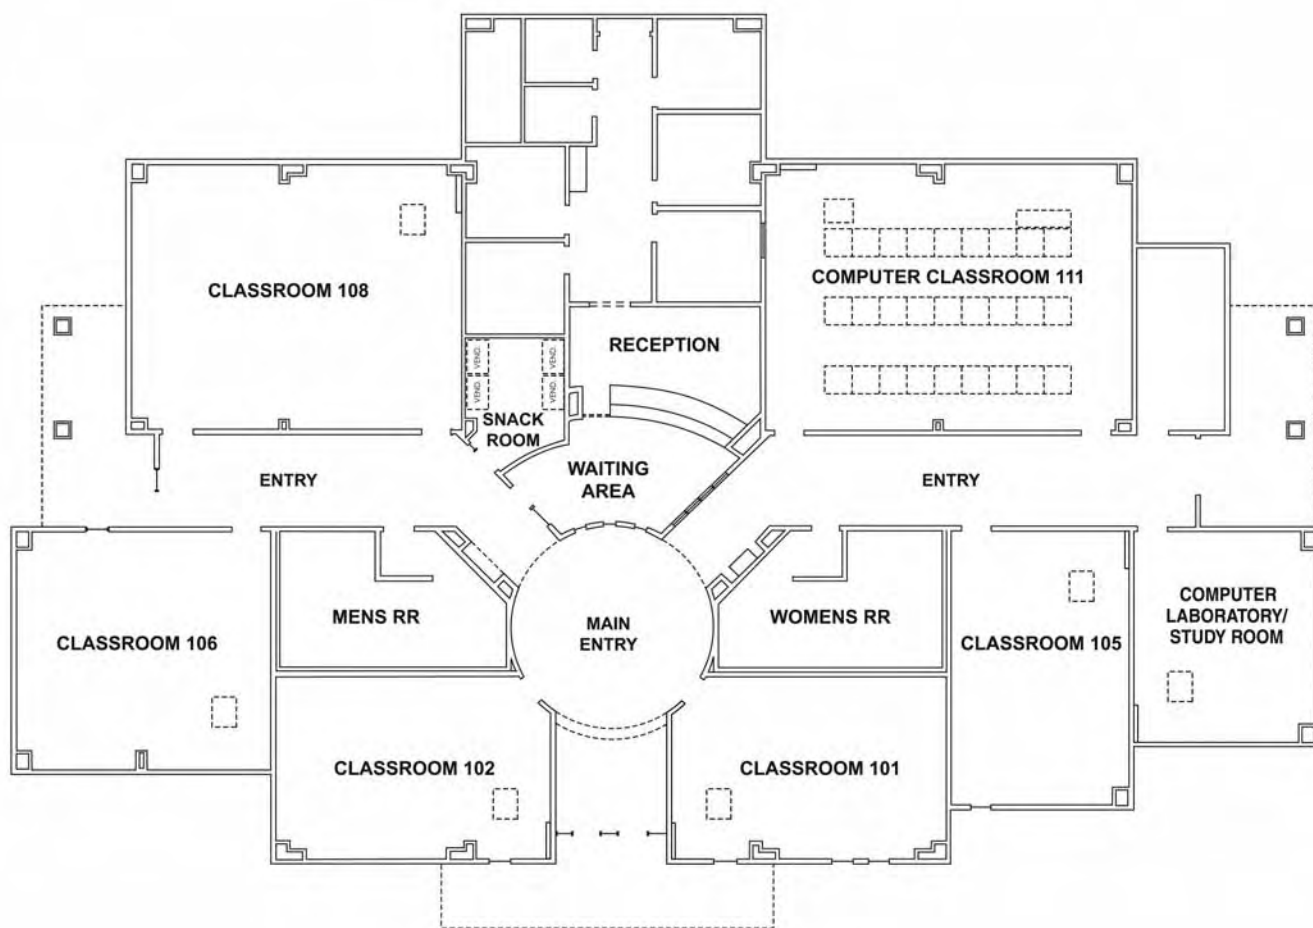 CLASSROOM 108
COMPUTER CLASSROOM 111
RECEPTION
VEND.
VEND.
VEND.
VEND.
SNACK
ROOM
WAITING
AREA
ENTRY
ENTRY
MENS RR
MAIN
ENTRY
WOMENS RR
CLASSROOM 106
CLASSROOM 105
COMPUTER
LABORATORY/
STUDY ROOM
CLASSROOM 102
CLASSROOM 101